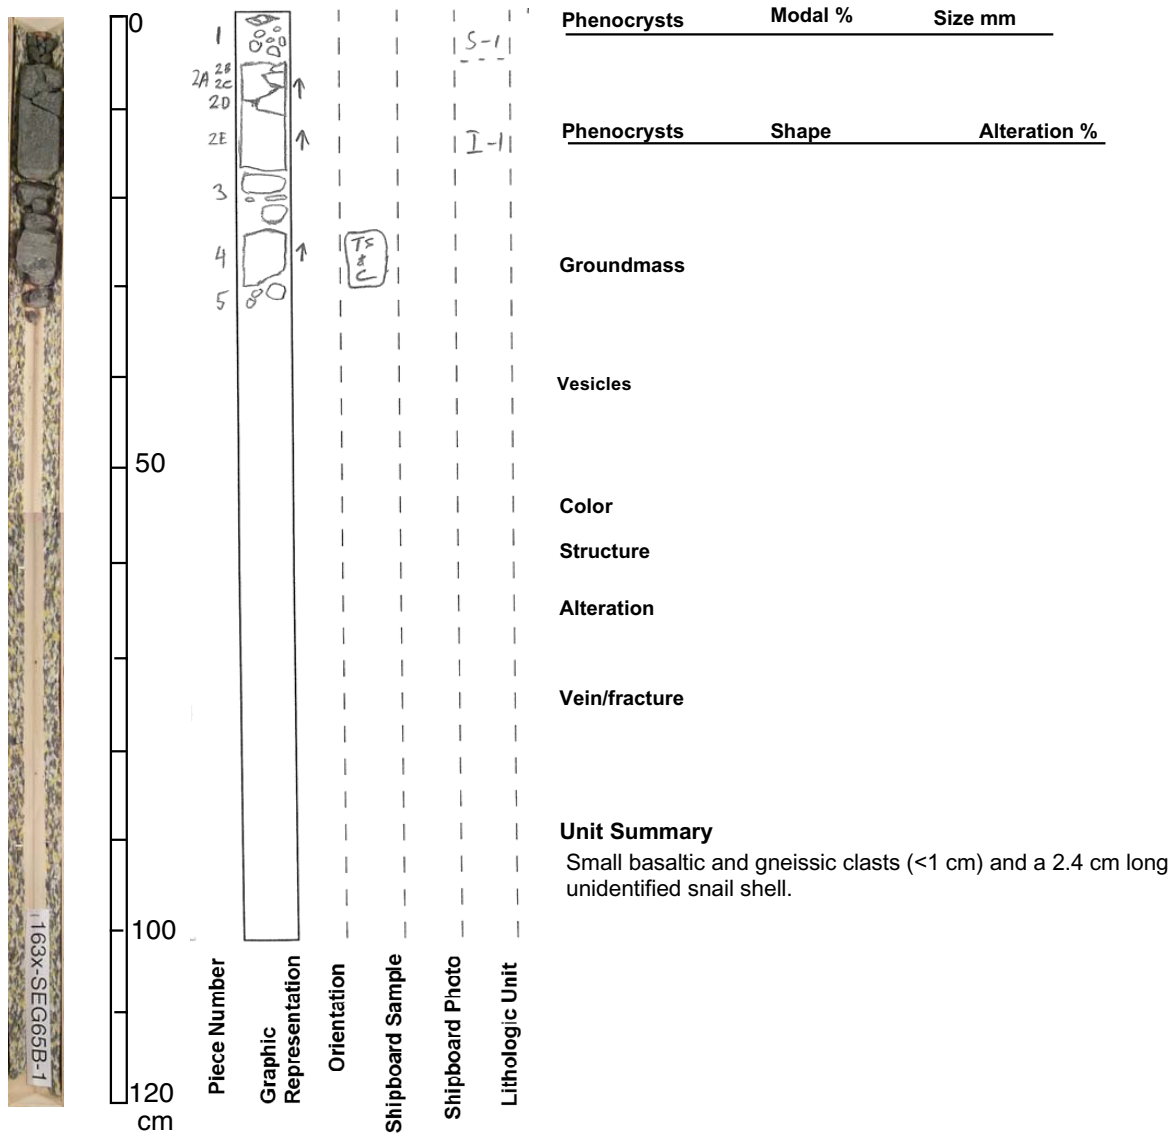 0
50
100
120
cm
1
2A 2B
2C
2D
2E
3
4
5
TS
&
C
S-1
I-1
Piece Number
Graphic
Representation
Orientation
Shipboard Sample
Shipboard Photo
Lithologic Unit
163x-SEG65B-1
Phenocrysts Modal % Size mm
Phenocrysts Shape Alteration %
Groundmass
Vesicles
Color
Structure
Alteration
Vein/fracture
Unit Summary
Small basaltic and gneissic clasts (<1 cm) and a 2.4 cm long
unidentified snail shell.